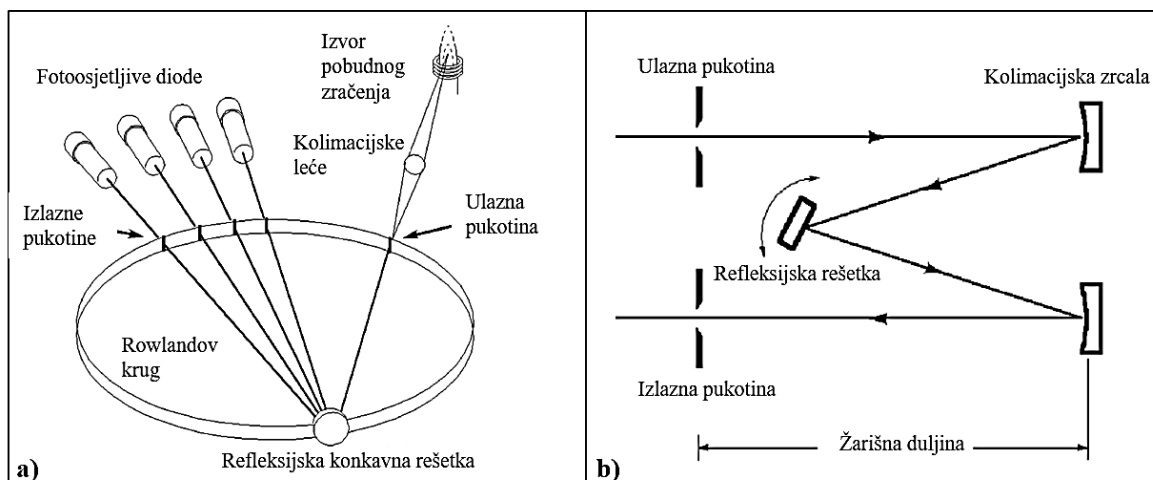 Izvor
pobudnog
zračenja
Fotoosjetljive diode
Kolimacijske
leće
Izlazne
pukotine
Ulazna
pukotina
Rowlandov
krug
Refleksijska konkavna rešetka
a)
Ulazna pukotina
Kolimacijska zrcala
Refleksijska rešetka
Izlazna pukotina
Žarišna duljina
b)